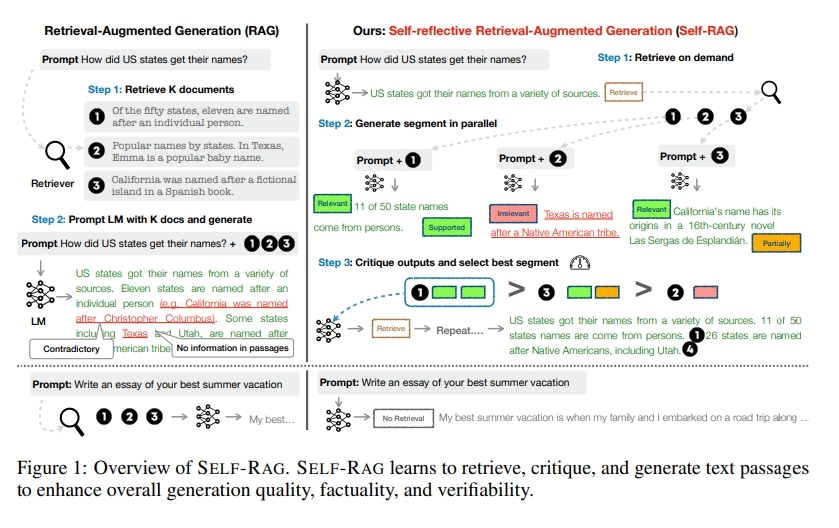 Retrieval-Augmented Generation (RAG)
Prompt How did US states get their names?
Step 1: Retrieve K documents
1 Of the fifty states, eleven are named
after an individual person.
2 Popular names by states. In Texas,
Emma is a popular baby name.
3 California was named after a fictional
island in a Spanish book.
Retriever
Step 2: Prompt LM with K docs and generate
Prompt How did US states get their names? + 1 2 3
LM
US states got their names from a variety of
sources. Eleven states are named after an
individual person (e.g, California was named
after Christopher Columbus). Some states
including Texas and Utah, are named after
Contradictory
No information in passages
Prompt: Write an essay of your best summer vacation
1 2 3
My best...
Ours: Self-reflective Retrieval-Augmented Generation (Self-RAG)
Prompt How did US states get their names?
Step 1: Retrieve on demand
US states got their names from a variety of sources. Retrieve
1 2 3
Step 2: Generate segment in parallel
Prompt + 1
Relevant 11 of 50 state names
come from persons. Supported
Prompt + 2
Irrelevant Texas is named
after a Native American tribe.
Prompt + 3
Relevant California's name has its
origins in a 16th-century novel
Las Sergas de Esplandián. Partially
Step 3: Critique outputs and select best segment
1 > 3 > 2
Retrieve Repeat....
US states got their names from a variety of sources. 11 of 50
states names are come from persons. 1 26 states are named
after Native Americans, including Utah. 4
Prompt: Write an essay of your best summer vacation
No Retrieval My best summer vacation is when my family and I embarked on a road trip along ...
Figure 1: Overview of SELF-RAG. SELF-RAG learns to retrieve, critique, and generate text passages
to enhance overall generation quality, factuality, and verifiability.